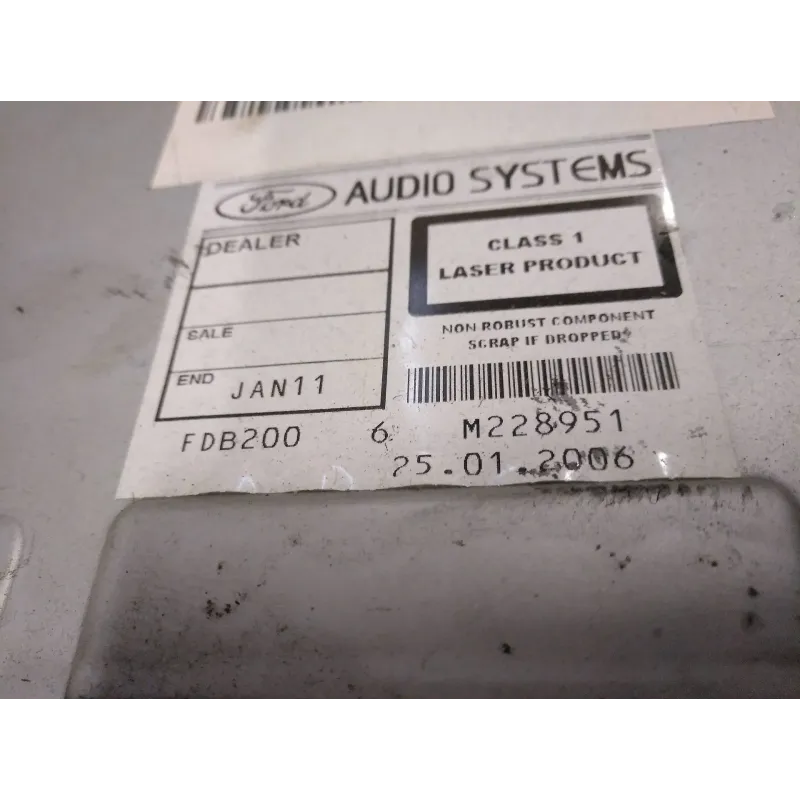 Ford AUDIO SYSTEMS
DEALER
SALE
END JAN11
CLASS 1
LASER PRODUCT
NON ROBUST COMPONENT
SCRAP IF DROPPED
FDB200 6 M228951
25.01.2006